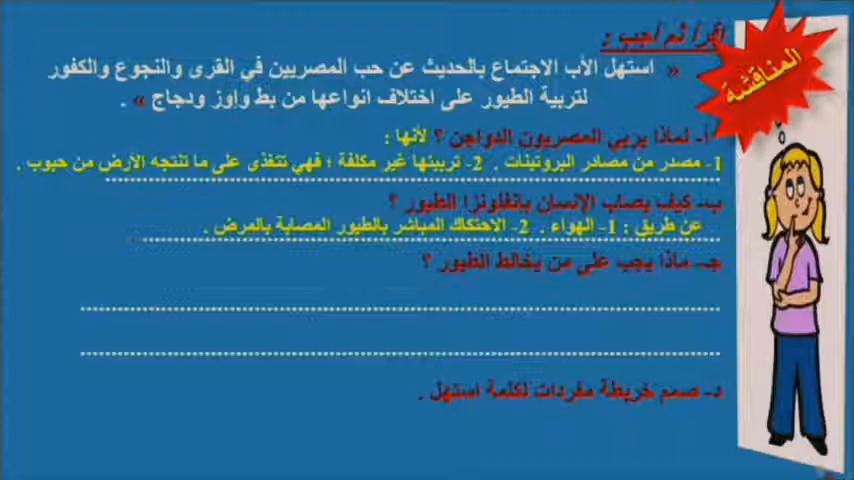 المناقشة
إقرأ ثم أجب :
« استهل الأب الاجتماع بالحديث عن حب المصريين في القرى والنجوع والكفور
لتربية الطيور على اختلاف انواعها من بط واوز ودجاج » .
أ- لماذا يربي المصريون الدواجن ؟ لأنها :
1- مصدر من مصادر البروتينات . 2- تربيتها غير مكلفة ؛ فهي تتغذى على ما تنتجه الأرض من حبوب .
ب- كيف يصاب الإنسان بإنفلونزا الطيور ؟
عن طريق : 1- الهواء . 2- الاحتكاك المباشر بالطيور المصابة بالمرض .
جـ- ماذا يجب على من يخالط الطيور ؟
د- صمم خريطة مفردات لكلمة استهل .